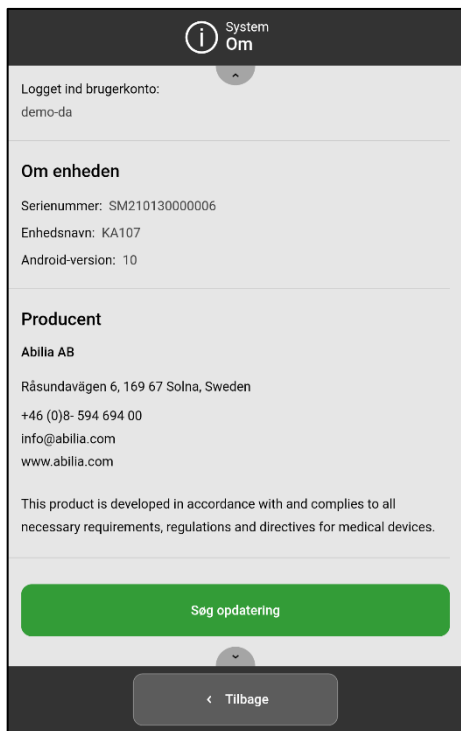 System
Om
Logget ind brugerkonto:
demo-da
Om enheden
Serienummer: SM210130000006
Enhedsnavn: KA107
Android-version: 10
Producent
Abilia AB
Råsundavägen 6, 169 67 Solna, Sweden
+46 (0)8- 594 694 00
info@abilia.com
www.abilia.com
This product is developed in accordance with and complies to all
necessary requirements, regulations and directives for medical devices.
Søg opdatering
Tilbage